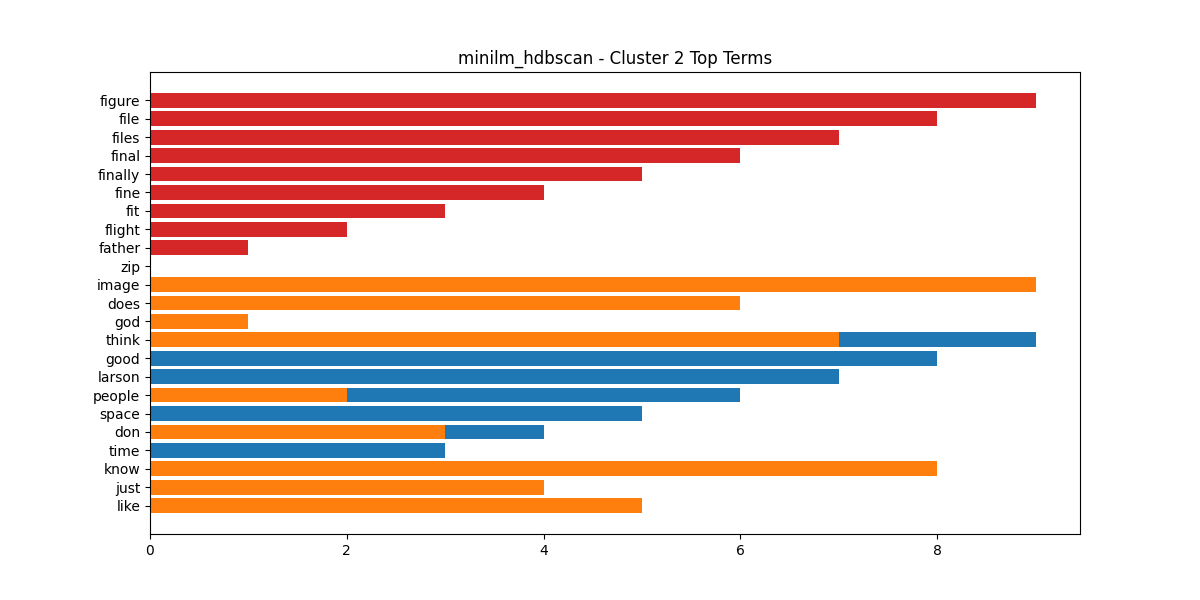 minilm_hdbscan - Cluster 2 Top Terms
figure
file
files
final
finally
fine
fit
flight
father
zip
image
does
god
think
good
larson
people
space
don
time
know
just
like
0 2 4 6 8